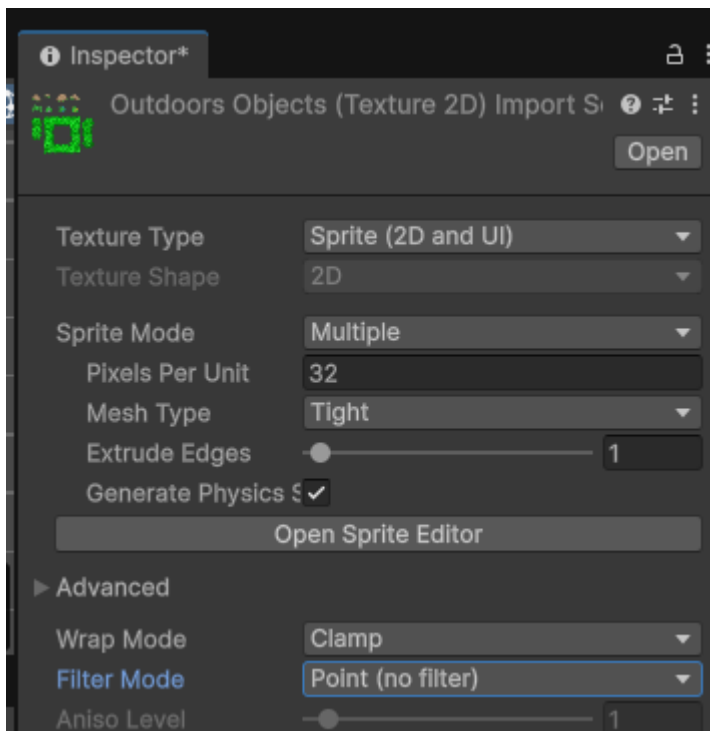 Inspector*
Outdoors Objects (Texture 2D) Import S
Open
Texture Type Sprite (2D and UI)
Texture Shape 2D
Sprite Mode Multiple
Pixels Per Unit 32
Mesh Type Tight
Extrude Edges 1
Generate Physics S
Open Sprite Editor
Advanced
Wrap Mode Clamp
Filter Mode Point (no filter)
Aniso Level 1